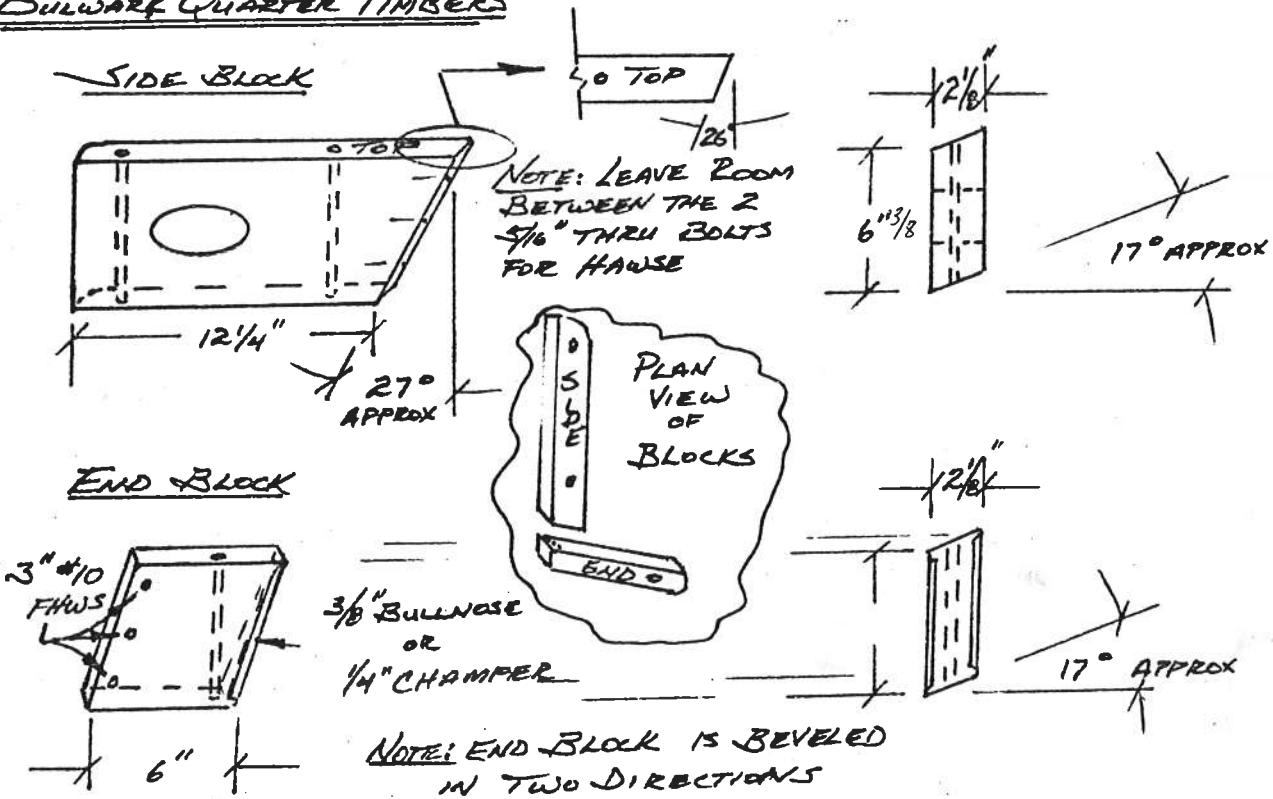 BULWARK QUARTER TIMBERS
SIDE BLOCK
TOP
26°
2 1/8"
TOP
NOTE: LEAVE ROOM
BETWEEN THE 2
5/16" THRU BOLTS
FOR HAWSE
6" 3/8
17° APPROX
12 1/4"
27°
APPROX
SIDE
PLAN
VIEW
OF
BLOCKS
END BLOCK
2 1/8"
END
3" #10
FHWS
3/8" BULLNOSE
OR
1/4" CHAMFER
17° APPROX
6"
NOTE: END BLOCK IS BEVELED
IN TWO DIRECTIONS